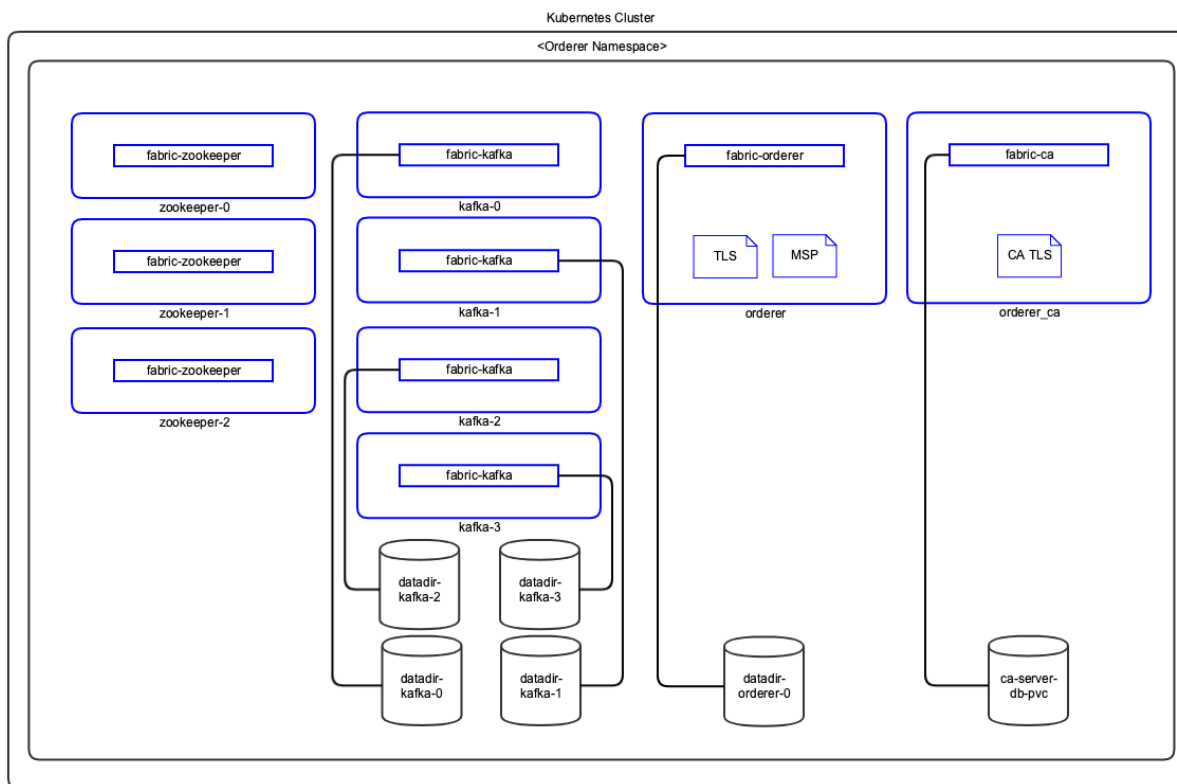 Kubernetes Cluster
<Orderer Namespace>
fabric-zookeeper
zookeeper-0
fabric-zookeeper
zookeeper-1
fabric-zookeeper
zookeeper-2
fabric-kafka
kafka-0
fabric-kafka
kafka-1
fabric-kafka
kafka-2
fabric-kafka
kafka-3
datadir-
kafka-2
datadir-
kafka-3
datadir-
kafka-0
datadir-
kafka-1
fabric-orderer
TLS
MSP
orderer
datadir-
orderer-0
fabric-ca
CA TLS
orderer_ca
ca-server-
db-pvc